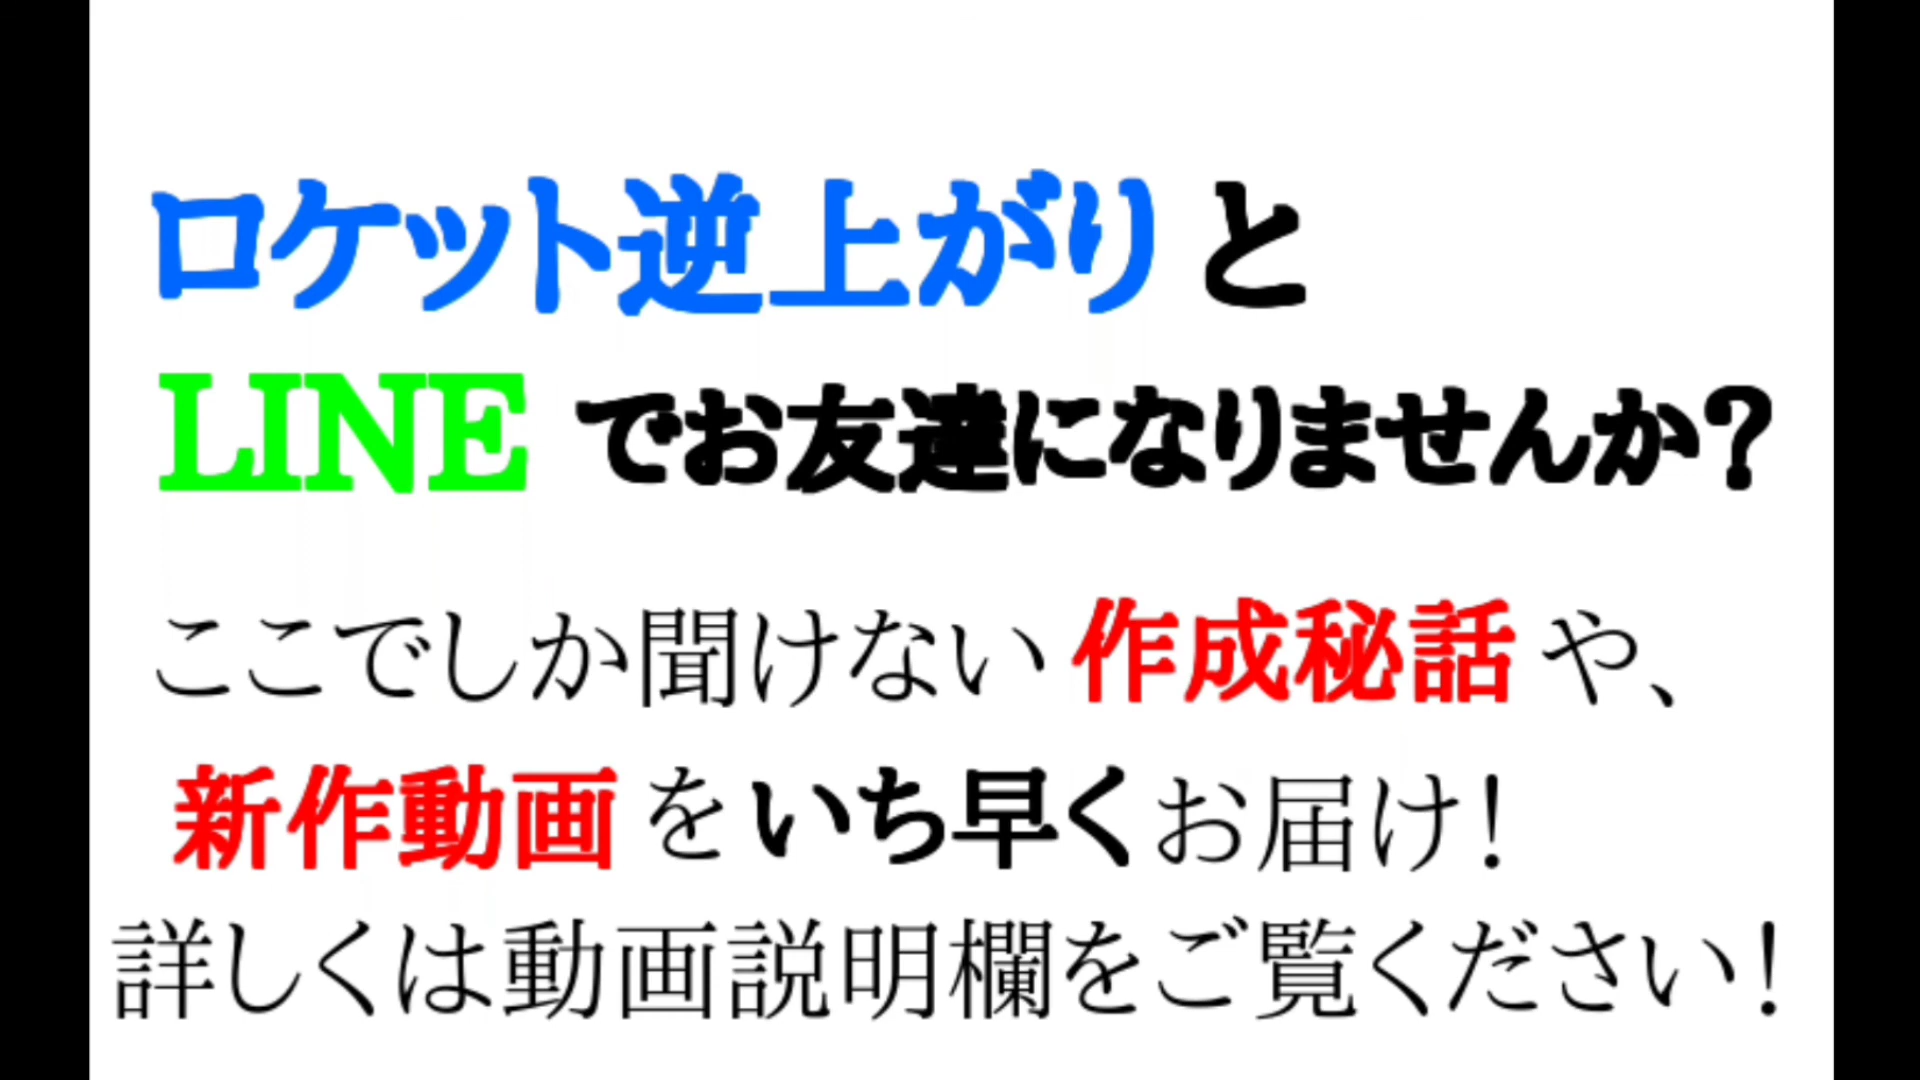 ロケット逆上がりと
LINEでお友達になりませんか？
ここでしか聞けない作成秘話や、
新作動画をいち早くお届け！
詳しくは動画説明欄をご覧ください！